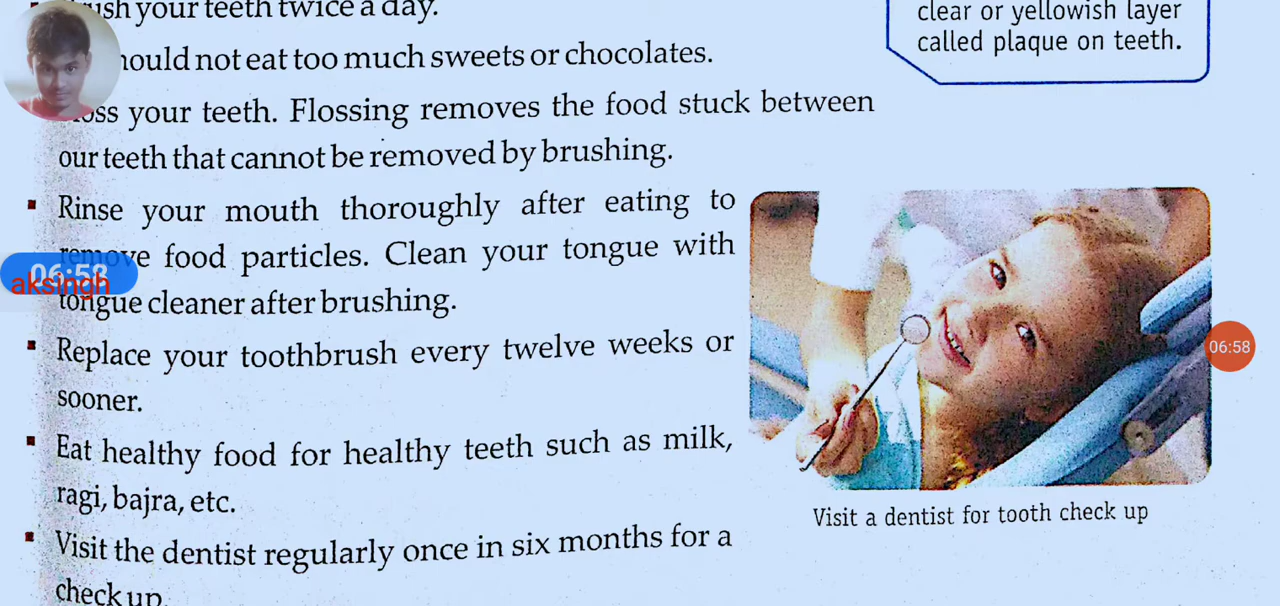 ush your teeth twice a day.
hould not eat too much sweets or chocolates.
oss your teeth. Flossing removes the food stuck between
our teeth that cannot be removed by brushing.
Rinse your mouth thoroughly after eating to
remove food particles. Clean your tongue with
tongue cleaner after brushing.
Replace your toothbrush every twelve weeks or
sooner.
Eat healthy food for healthy teeth such as milk,
ragi, bajra, etc.
Visit the dentist regularly once in six months for a
check up.
clear or yellowish layer
called plaque on teeth.
Visit a dentist for tooth check up
06:58
aksingh
06:58